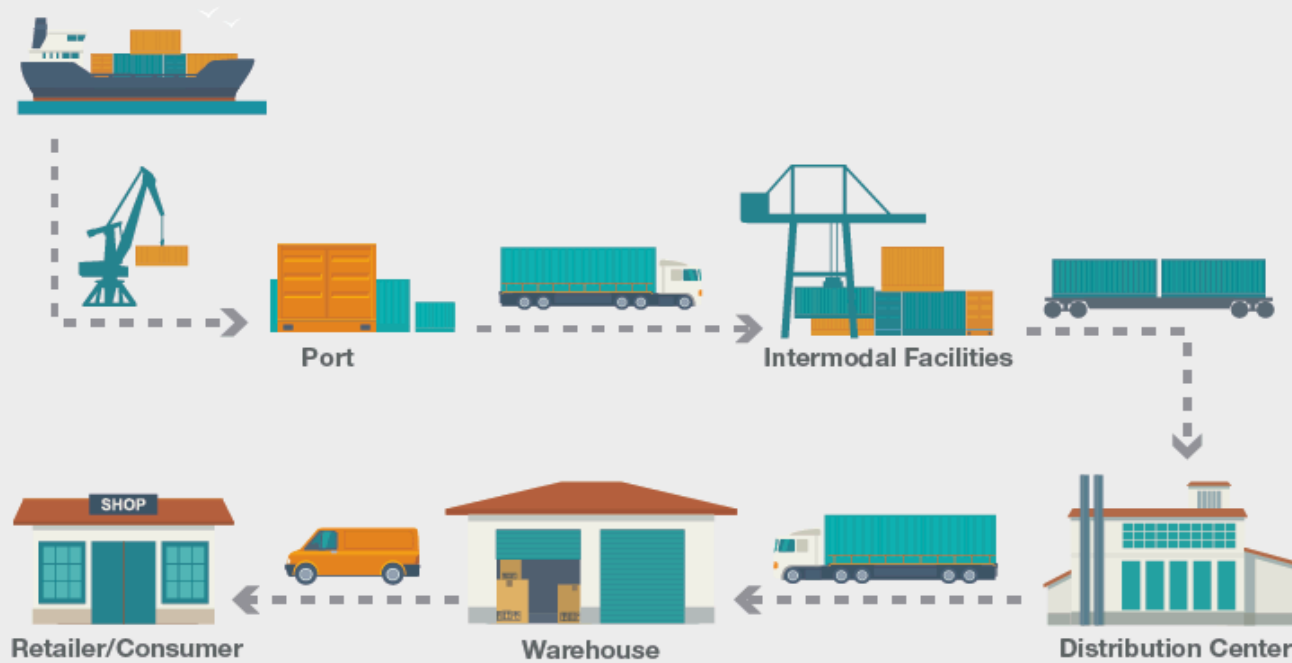 Port
Intermodal Facilities
SHOP
Retailer/Consumer
Warehouse
Distribution Center